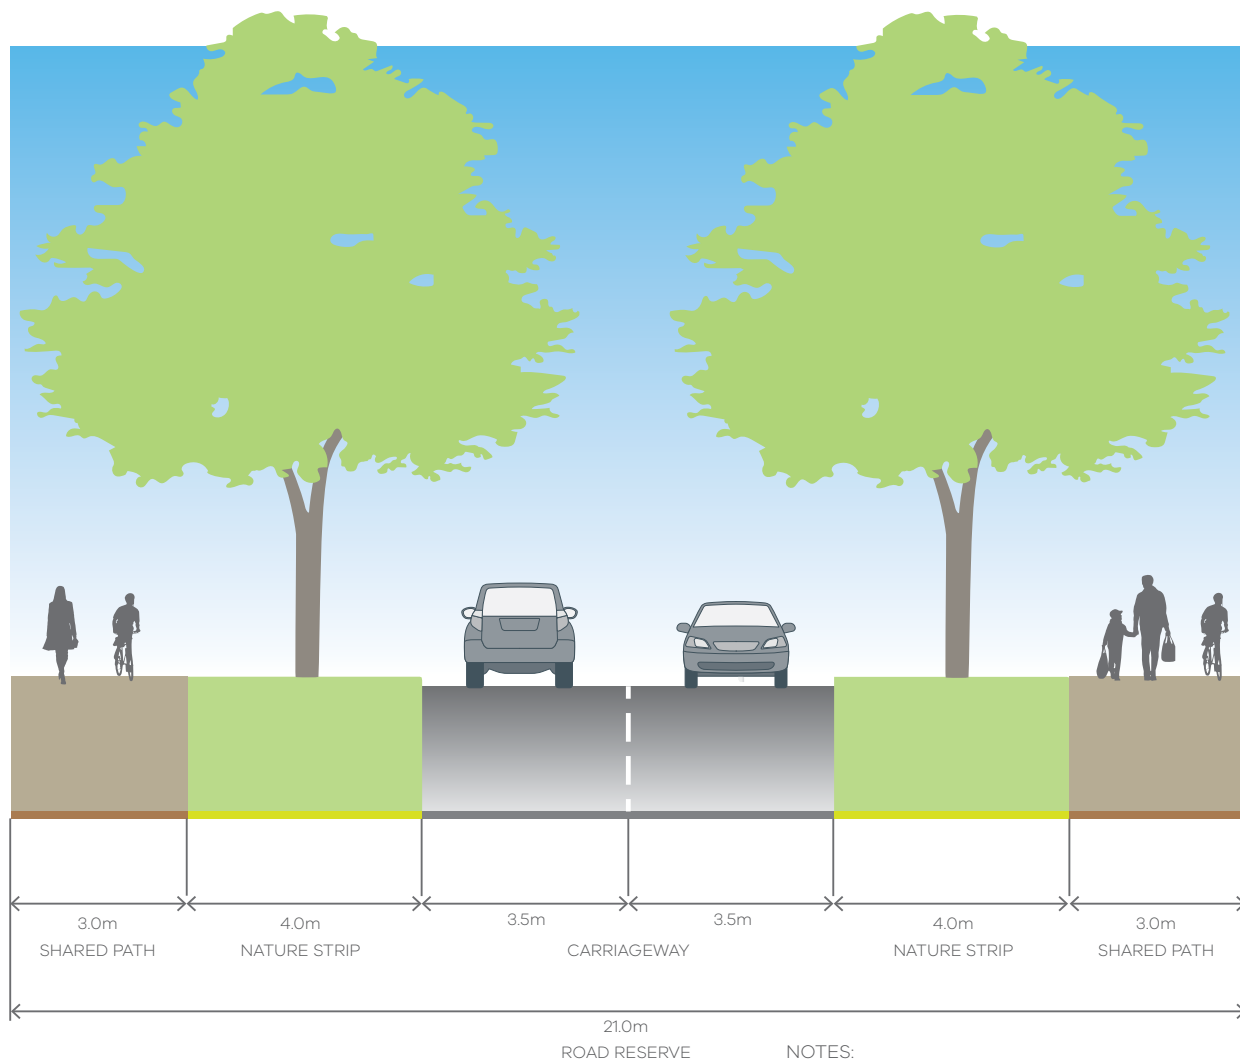 3.0m 4.0m 3.5m 3.5m 4.0m 3.0m
SHARED PATH NATURE STRIP CARRIAGEWAY NATURE STRIP SHARED PATH
21.0m
ROAD RESERVE NOTES: